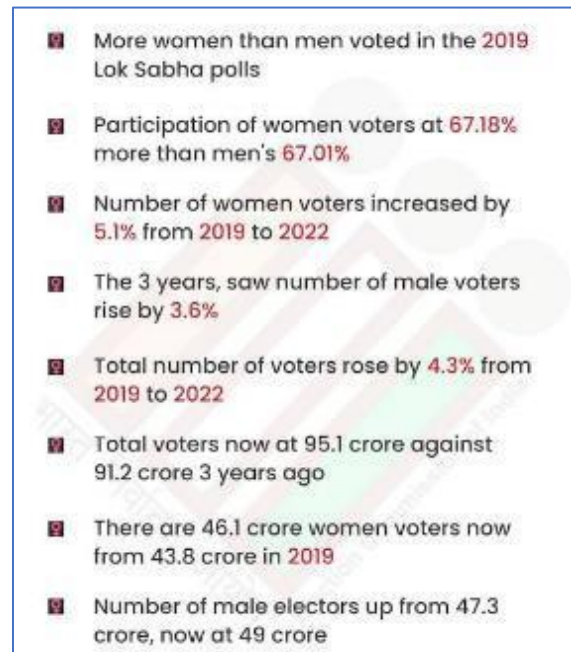 More women than men voted in the 2019
Lok Sabha polls
Participation of women voters at 67.18%
more than men's 67.01%
Number of women voters increased by
5.1% from 2019 to 2022
The 3 years, saw number of male voters
rise by 3.6%
Total number of voters rose by 4.3% from
2019 to 2022
Total voters now at 95.1 crore against
91.2 crore 3 years ago
There are 46.1 crore women voters now
from 43.8 crore in 2019
Number of male electors up from 47.3
crore, now at 49 crore